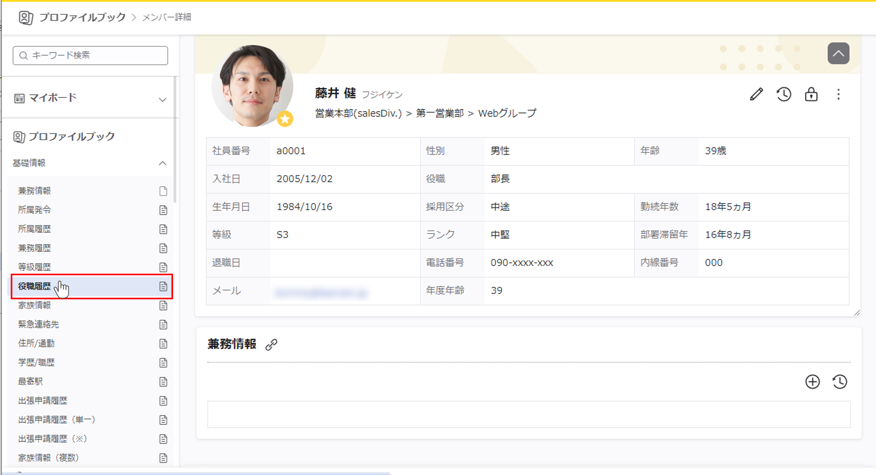 プロファイルブック > メンバー詳細
キーワード検索
マイボード
プロファイルブック
基礎情報
兼務情報
所属発令
所属履歴
兼務履歴
等級履歴
役職履歴
家族情報
緊急連絡先
住所/通勤
学歴/職歴
最寄駅
出張申請履歴
出張申請履歴（単一）
出張申請履歴（※）
家族情報（複数）
藤井 健 フジイケン
営業本部(salesDiv.) > 第一営業部 > Webグループ
社員番号 a0001 性別 男性 年齢 39歳
入社日 2005/12/02 役職 部長
生年月日 1984/10/16 採用区分 中途 勤続年数 18年5ヵ月
等級 S3 ランク 中堅 部署滞留年 16年8ヵ月
退職日 電話番号 090-xxxx-xxx 内線番号 000
メール 年度年齢 39
兼務情報